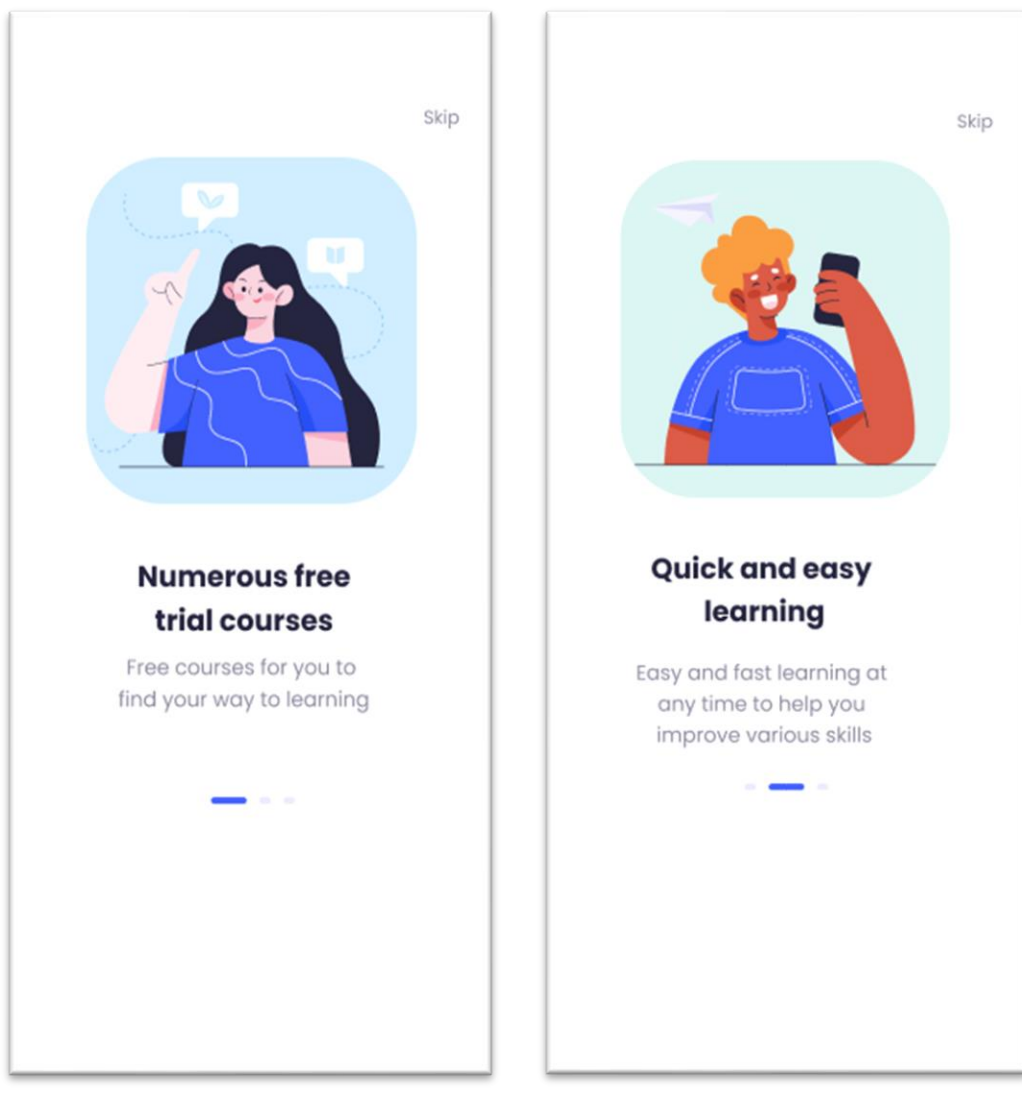 Skip
Numerous free
trial courses
Free courses for you to
find your way to learning
Skip
Quick and easy
learning
Easy and fast learning at
any time to help you
improve various skills